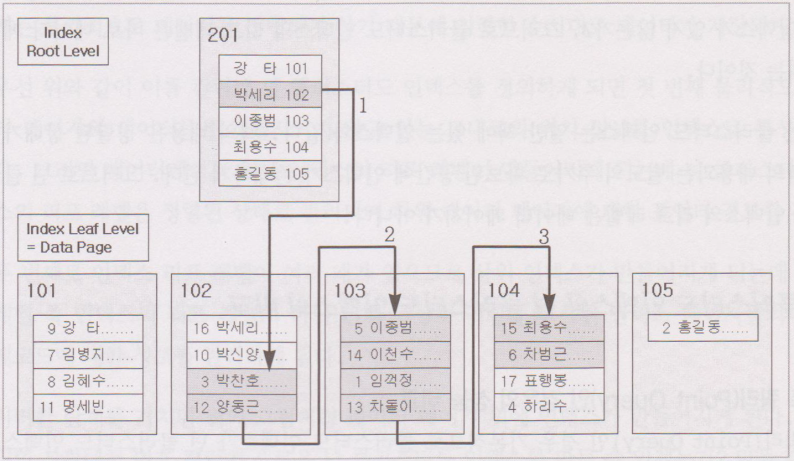 Index
Root Level
201
강 타 101
박세리 102
이종범 103
최용수 104
홍길동 105
1
Index Leaf Level
= Data Page
2
3
101
9 강 타......
7 김병지......
8 김혜수......
11 명세빈......
102
16 박세리......
10 박신양......
3 박찬호......
12 양동근......
103
5 이종범......
14 이천수......
1 임꺽정......
13 차돌이......
104
15 최용수......
6 차범근......
17 표행봉......
4 하리수......
105
2 홍길동......